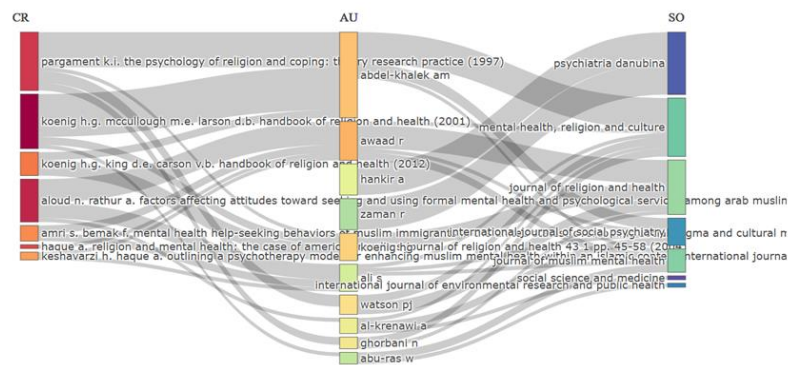 CR
AU
SO
pargament k.i. the psychology of religion and coping: theory research practice (1997)
koenig h.g. mccullough m.e. larson d.b. handbook of religion and health (2001)
koenig h.g. king d.e. carson v.b. handbook of religion and health (2012)
aloud n. rathur a. factors affecting attitudes toward seeking and using formal mental health and psychological services among arab muslim
amri s. bemak f. mental health help-seeking behaviors of muslim immigrants
gma and cultural m
haque a. religion and mental health: the case of americ
journal of religion and health 43 1 pp. 45-58 (2004
keshavarzi h. haque a. outlining a psychotherapy model for enhancing muslim mental health within an islamic context international journa
abdel-khalek am
awaad r
hankir a
zaman r
koenig hg
ali s
watson pj
al-krenawi a
ghorbani n
abu-ras w
psychiatria danubina
mental health, religion and culture
journal of religion and health
international journal of social psychiatry
journal of muslim mental health
social science and medicine
international journal of environmental research and public health